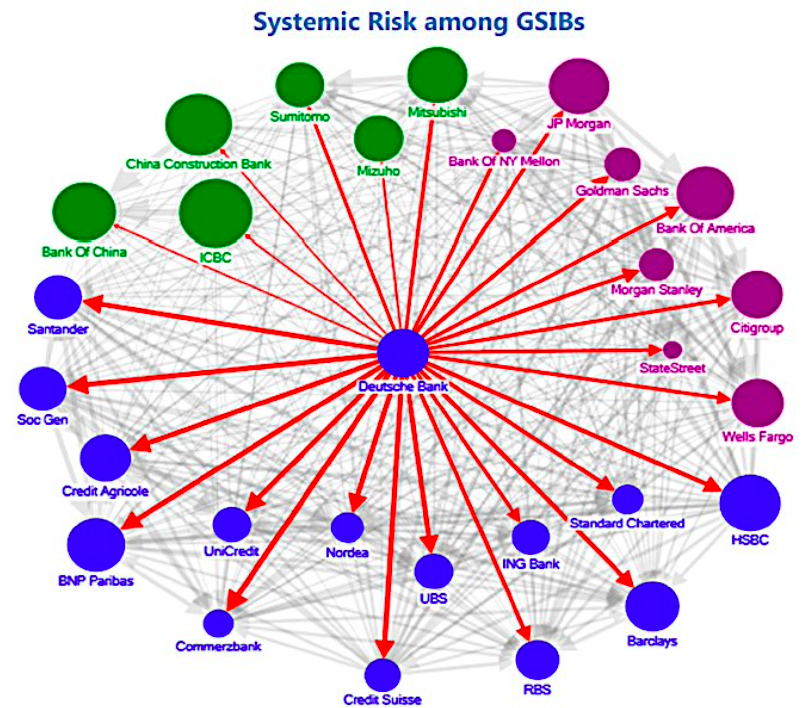 Systemic Risk among GSIBs
Sumitomo
Mitsubishi
JP Morgan
China Construction Bank
Mizuho
Bank Of NY Mellon
Goldman Sachs
Bank Of America
Bank Of China
ICBC
Morgan Stanley
Santander
Citigroup
Deutsche Bank
StateStreet
Soc Gen
Wells Fargo
Credit Agricole
UniCredit
Nordea
ING Bank
Standard Chartered
HSBC
BNP Paribas
UBS
Commerzbank
Barclays
Credit Suisse
RBS